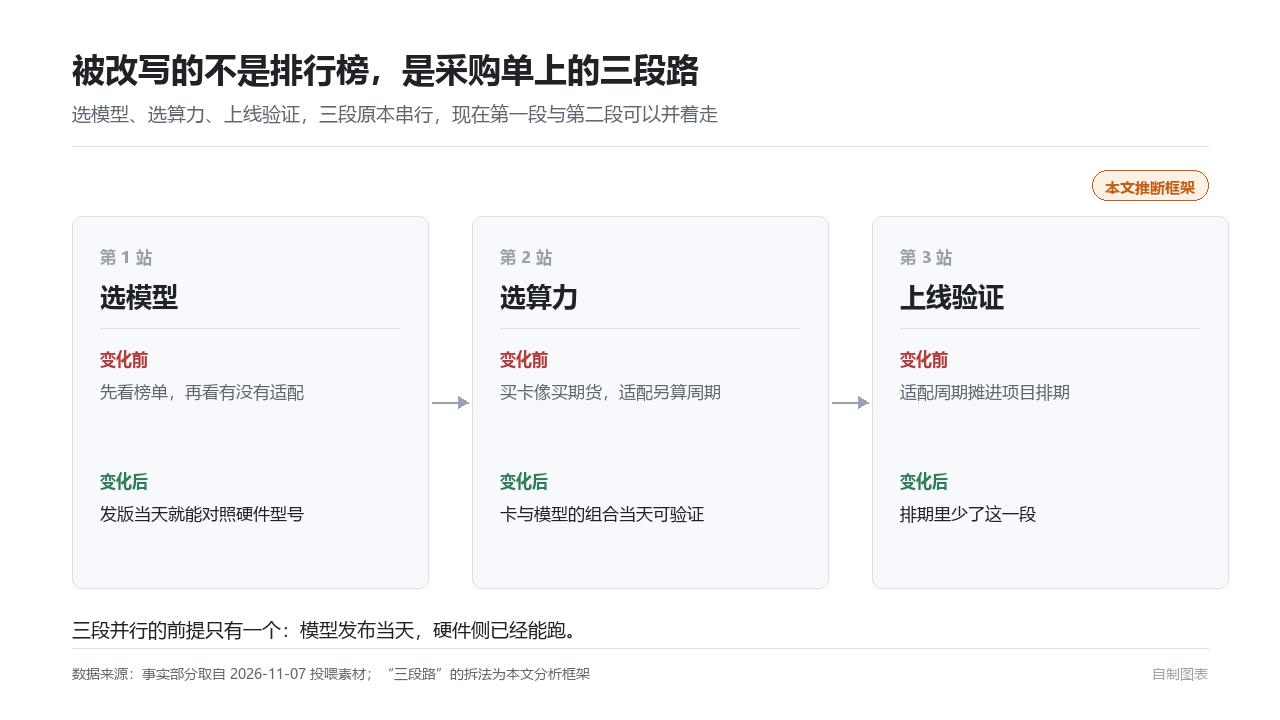 被改写的不是排行榜，是采购单上的三段路
选模型、选算力、上线验证，三段原本串行，现在第一段与第二段可以并着走
本文推断框架
第 1 站
选模型
变化前
先看榜单，再看有没有适配
变化后
发版当天就能对照硬件型号
第 2 站
选算力
变化前
买卡像买期货，适配另算周期
变化后
卡与模型的组合当天可验证
第 3 站
上线验证
变化前
适配周期摊进项目排期
变化后
排期里少了这一段
三段并行的前提只有一个：模型发布当天，硬件侧已经能跑。
数据来源：事实部分取自 2026-11-07 投喂素材；“三段路”的拆法为本文分析框架
自制图表